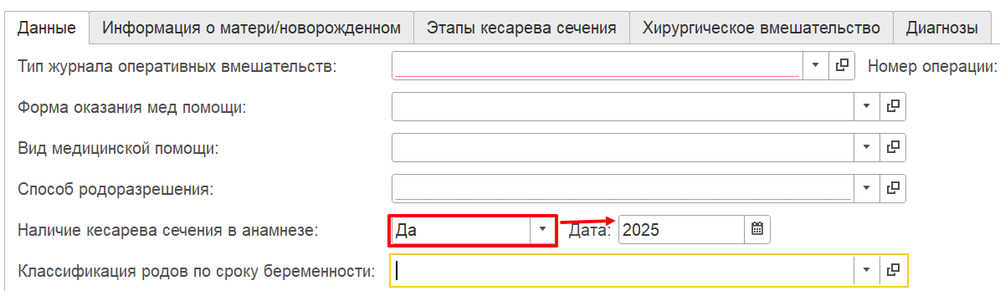 Данные Информация о матери/новорожденном Этапы кесарева сечения Хирургическое вмешательство Диагнозы
Тип журнала оперативных вмешательств: Номер операции:
Форма оказания мед помощи:
Вид медицинской помощи:
Способ родоразрешения:
Наличие кесарева сечения в анамнезе: Да Дата: 2025
Классификация родов по сроку беременности: